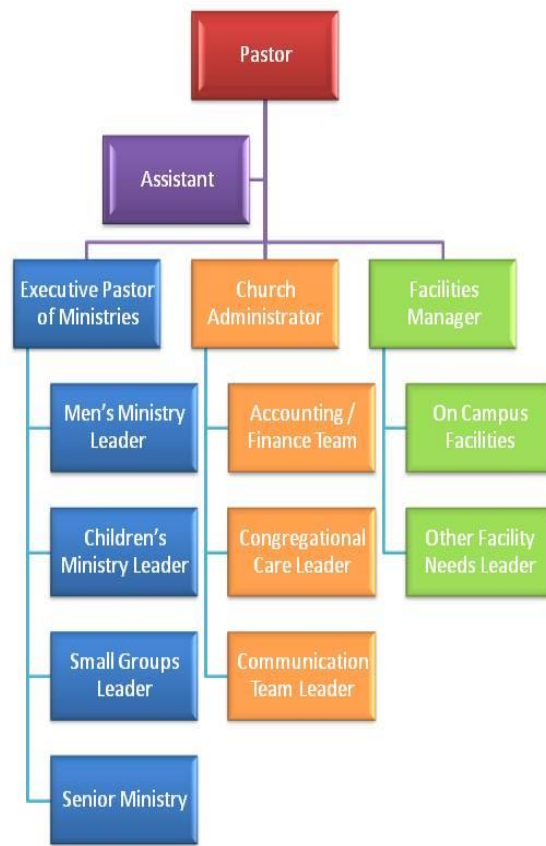 Pastor
Assistant
Executive Pastor
of Ministries
Church
Administrator
Facilities
Manager
Men's Ministry
Leader
Accounting /
Finance Team
On Campus
Facilities
Children's
Ministry Leader
Congregational
Care Leader
Other Facility
Needs Leader
Small Groups
Leader
Communication
Team Leader
Senior Ministry